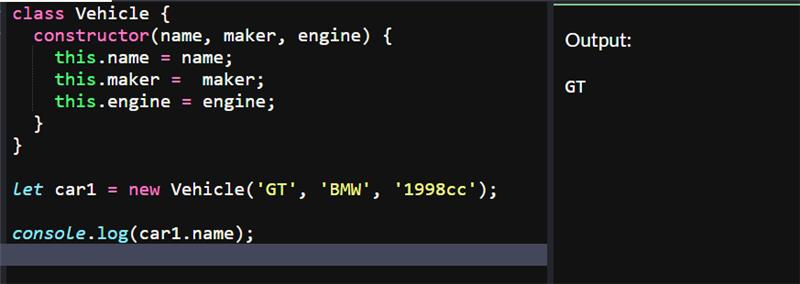 class Vehicle {
  constructor(name, maker, engine) {
    this.name = name;
    this.maker =  maker;
    this.engine = engine;
  }
}
let car1 = new Vehicle('GT', 'BMW', '1998cc');
console.log(car1.name);
Output:
GT